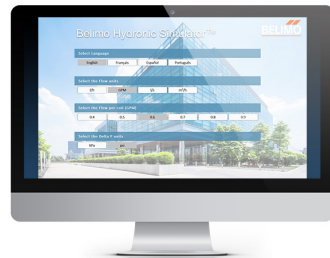 Belimo Hydronic Simulator™
BELIMO
Select Language
English Français Español Português
Select the Flow units
GPM l/s m³/h
Select the Flow per coil (GPM)
0.4 0.5 0.6 0.7 0.8 0.9
Select the Delta P units
kPa psi